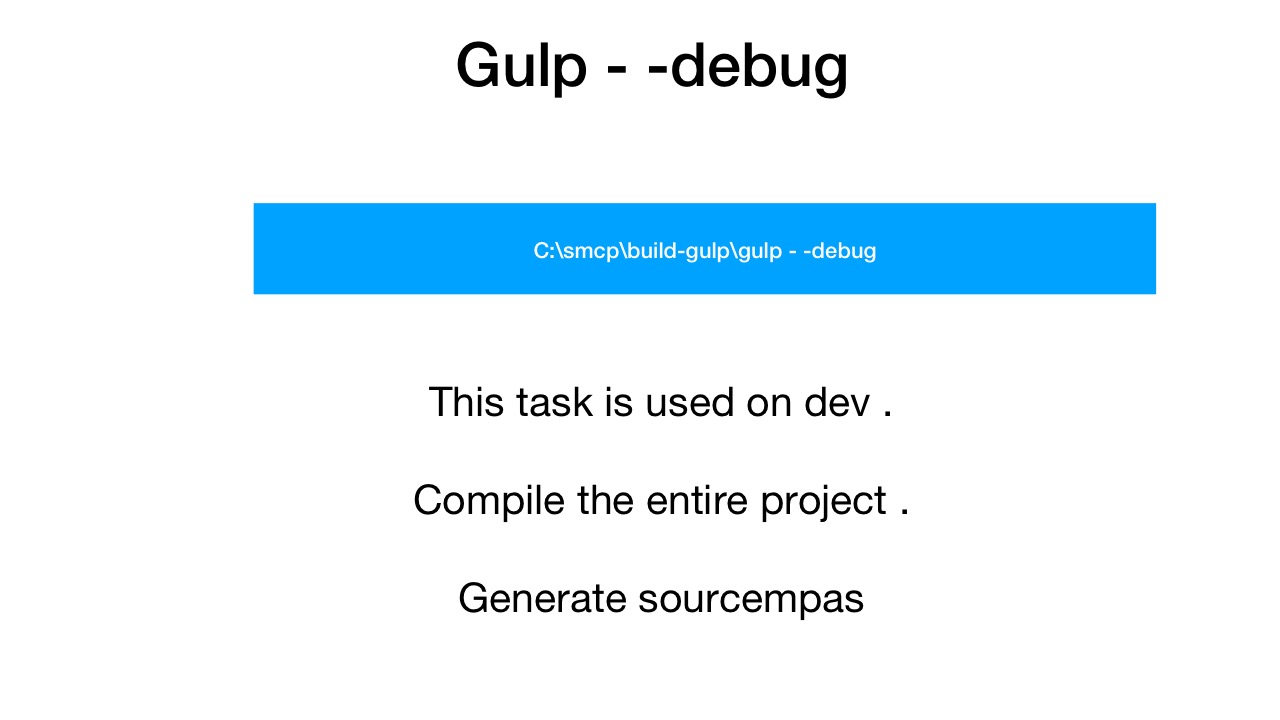 Gulp - -debug
C:\smcp\build-gulp\gulp - -debug
This task is used on dev .
Compile the entire project .
Generate sourcempas